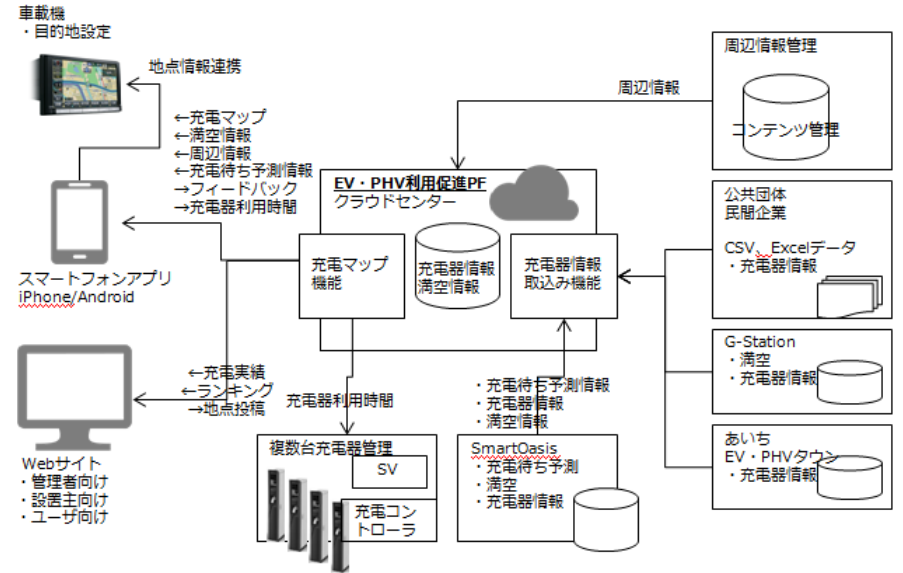 車載機
・目的地設定
地点情報連携
←充電マップ
←満空情報
←周辺情報
←充電待ち予測情報
→フィードバック
→充電器利用時間
スマートフォンアプリ
iPhone/Android
←充電実績
←ランキング
→地点投稿
Webサイト
・管理者向け
・設置主向け
・ユーザ向け
EV・PHV利用促進PF
クラウドセンター
充電マップ
機能
充電器情報
満空情報
充電器情報
取込み機能
周辺情報
周辺情報管理
コンテンツ管理
公共団体
民間企業
CSV、Excelデータ
・充電器情報
G-Station
・満空
・充電器情報
あいち
EV・PHVタウン
・充電器情報
充電器利用時間
複数台充電器管理
SV
充電コン
トローラ
・充電待ち予測情報
・充電器情報
・満空情報
SmartOasis
・充電待ち予測
・満空
・充電器情報